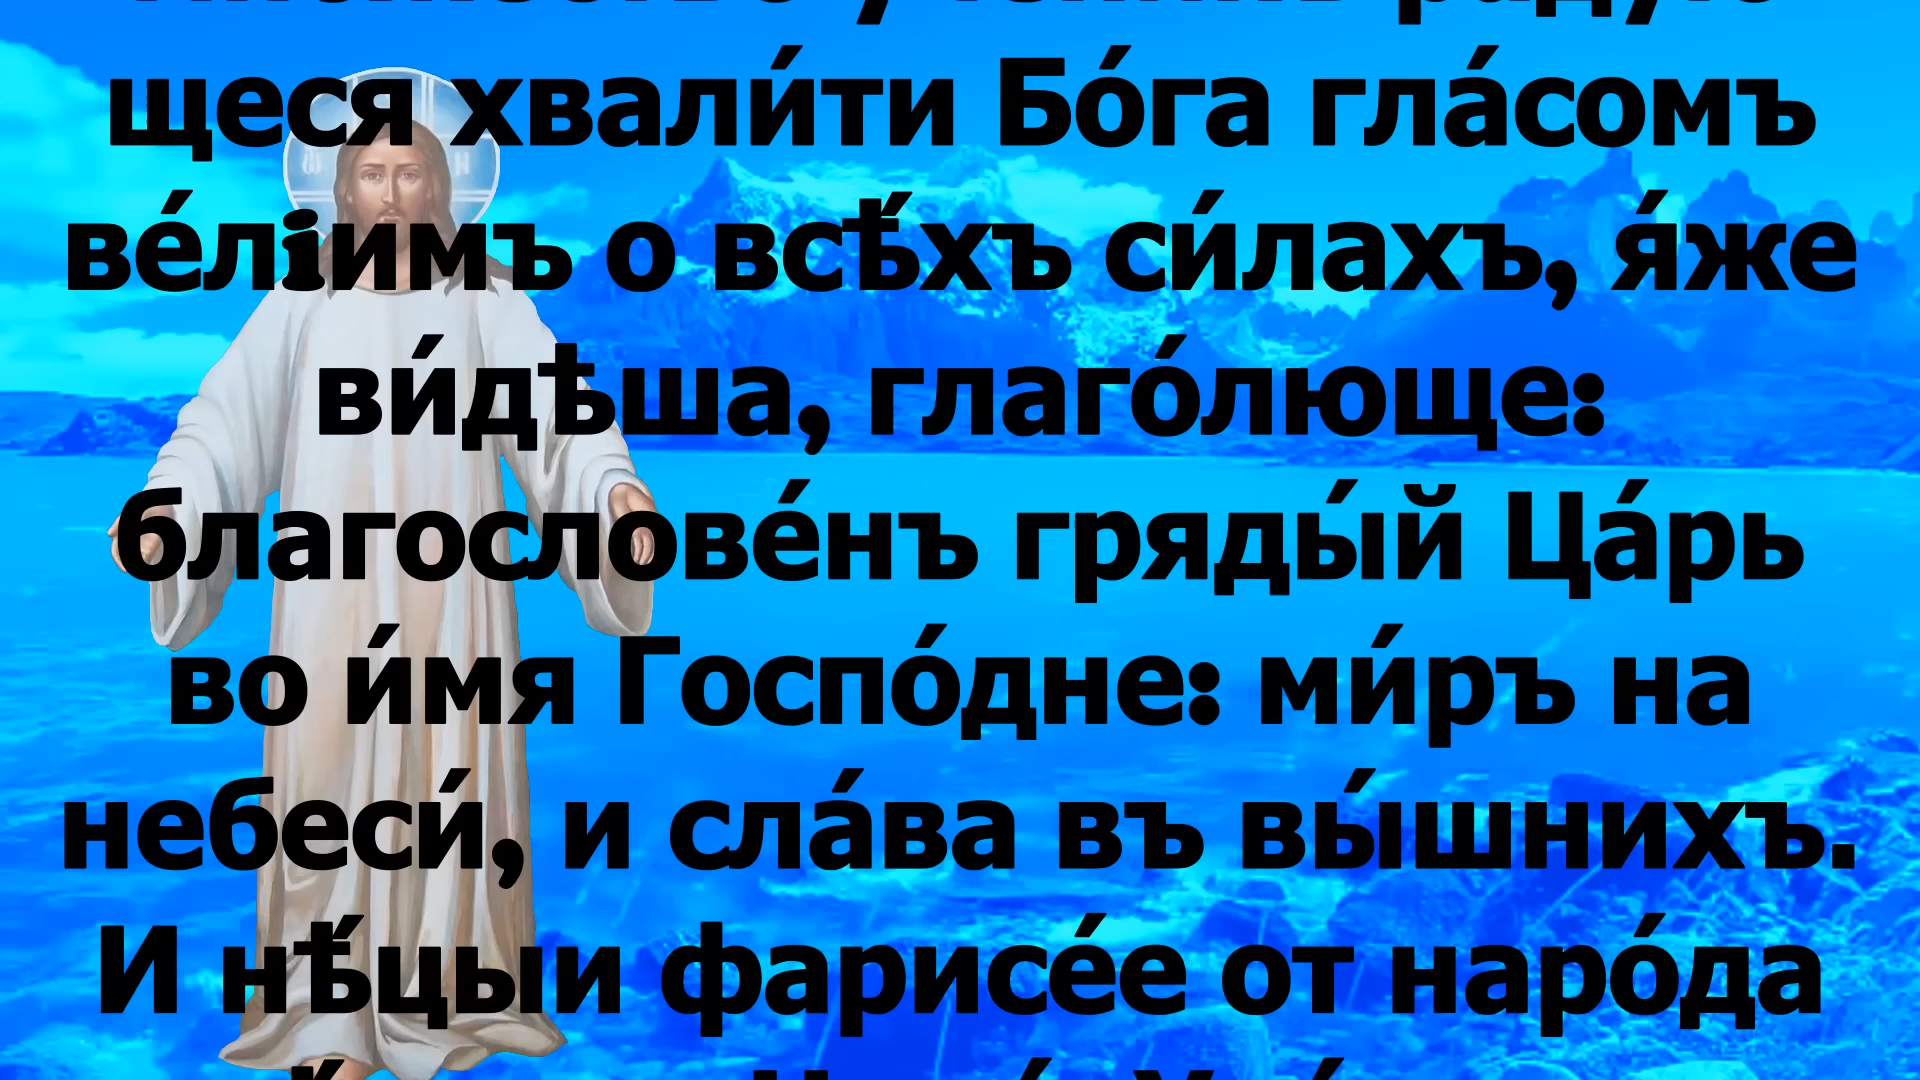 щеся хвали́ти Бо́га гла́сомъ
ве́лiимъ о всѣ́хъ си́лахъ, я́же
ви́дѣша, глаго́люще:
благослове́нъ гряды́й Ца́рь
во и́мя Госпо́дне: ми́ръ на
небеси́, и сла́ва въ вы́шнихъ.
И нѣ́цыи фарисе́е от наро́да